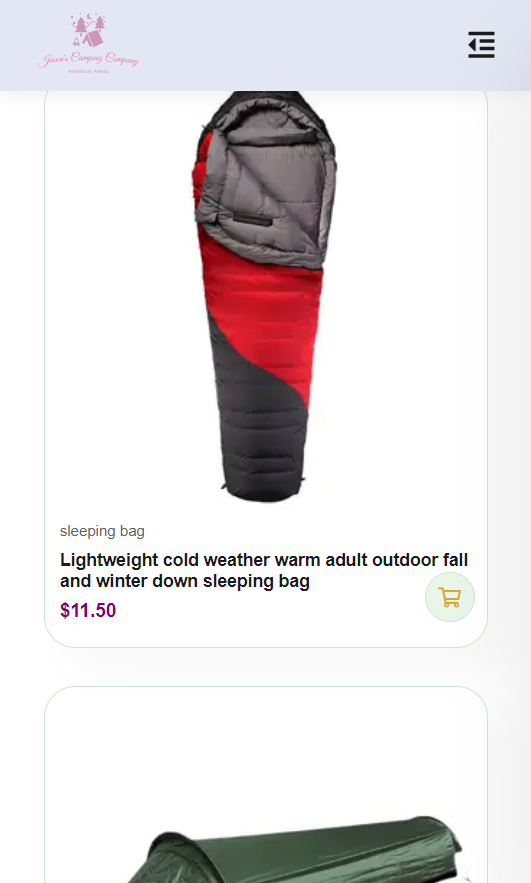 Jason's Camping Company
sleeping bag
Lightweight cold weather warm adult outdoor fall
and winter down sleeping bag
$11.50